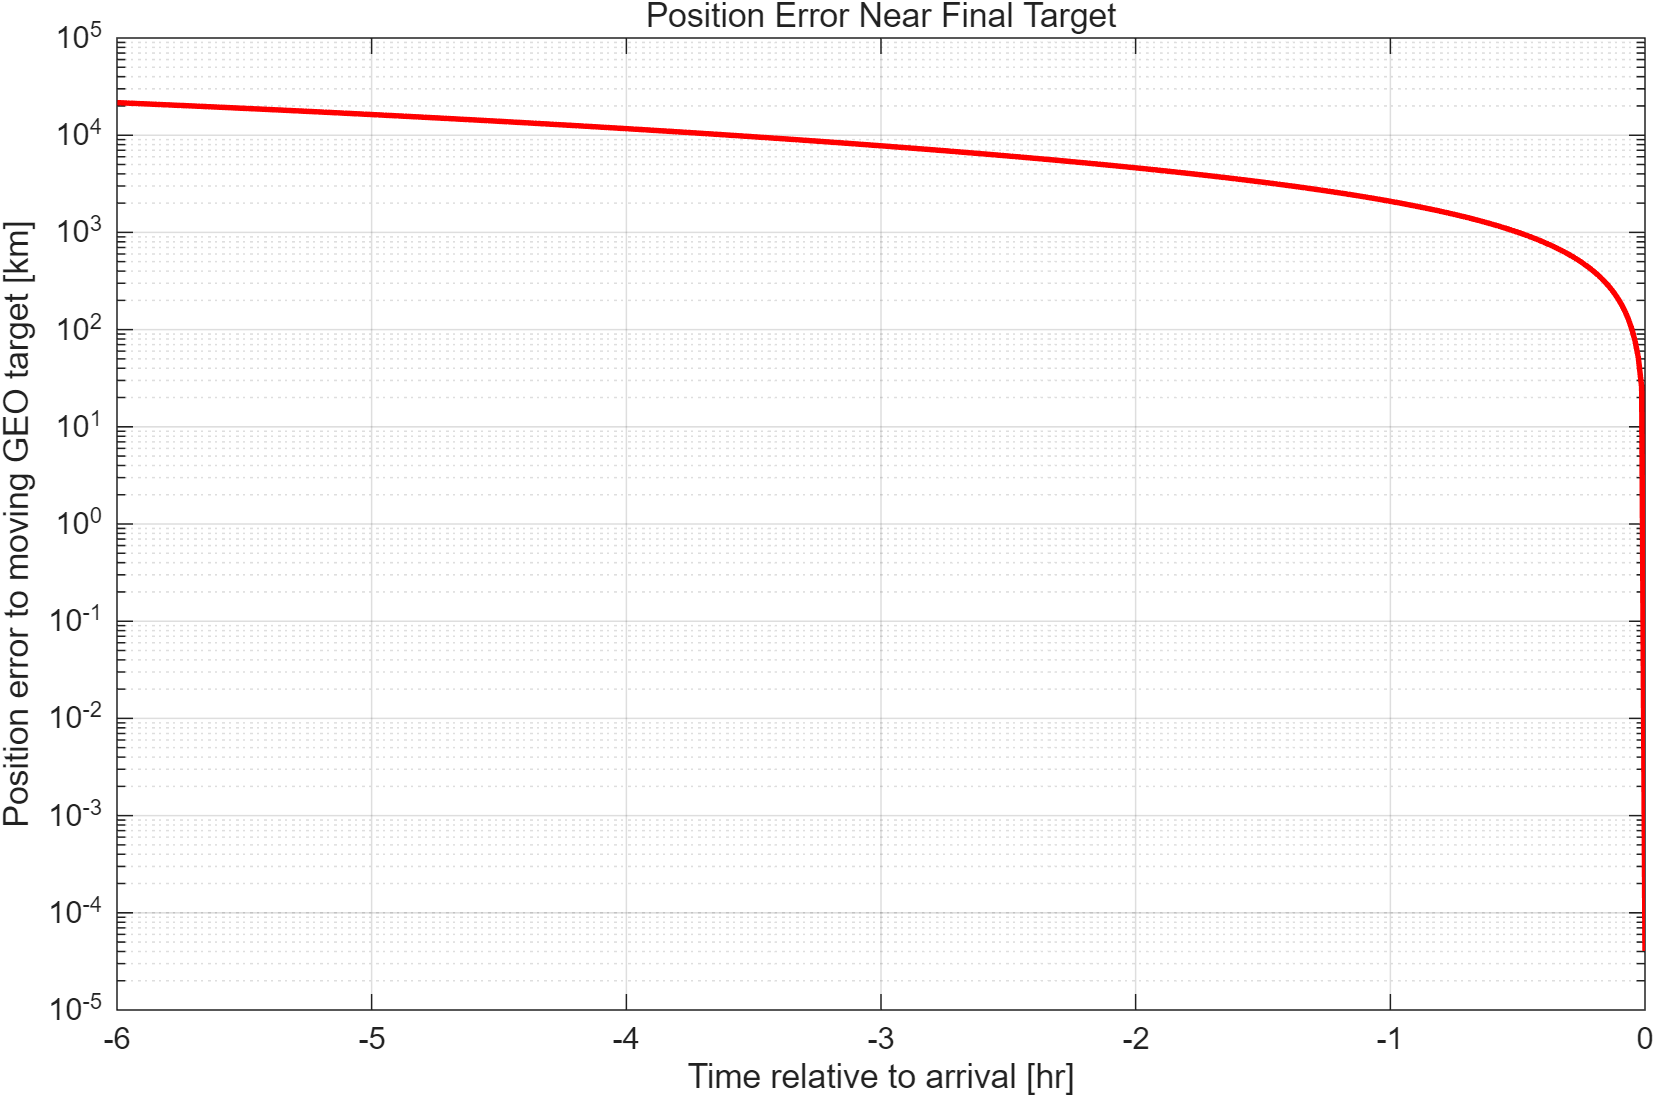 Position Error Near Final Target
Position error to moving GEO target [km]
10^5
10^4
10^3
10^2
10^1
10^0
10^-1
10^-2
10^-3
10^-4
10^-5
-6 -5 -4 -3 -2 -1 0
Time relative to arrival [hr]